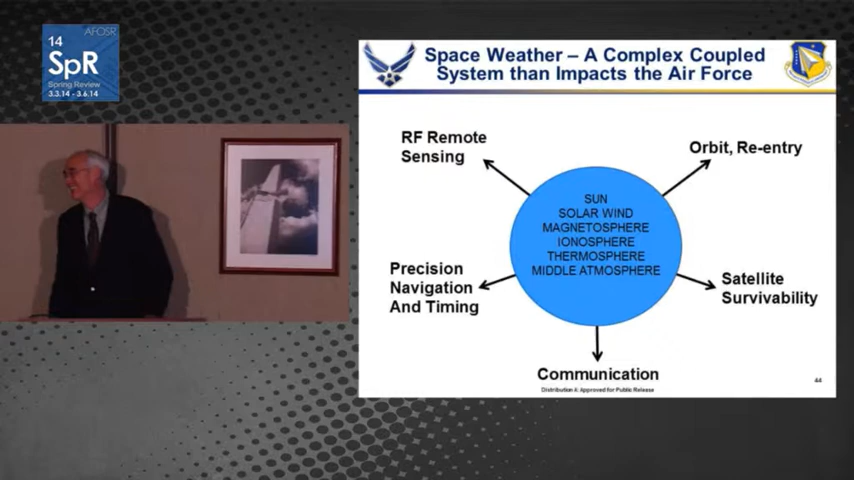 AFOSR
14
SpR
Spring Review
3.3.14 - 3.6.14
Space Weather – A Complex Coupled
System than Impacts the Air Force
RF Remote
Sensing
Orbit, Re-entry
SUN
SOLAR WIND
MAGNETOSPHERE
IONOSPHERE
THERMOSPHERE
MIDDLE ATMOSPHERE
Precision
Navigation
And Timing
Satellite
Survivability
Communication
Distribution A: Approved for Public Release
44